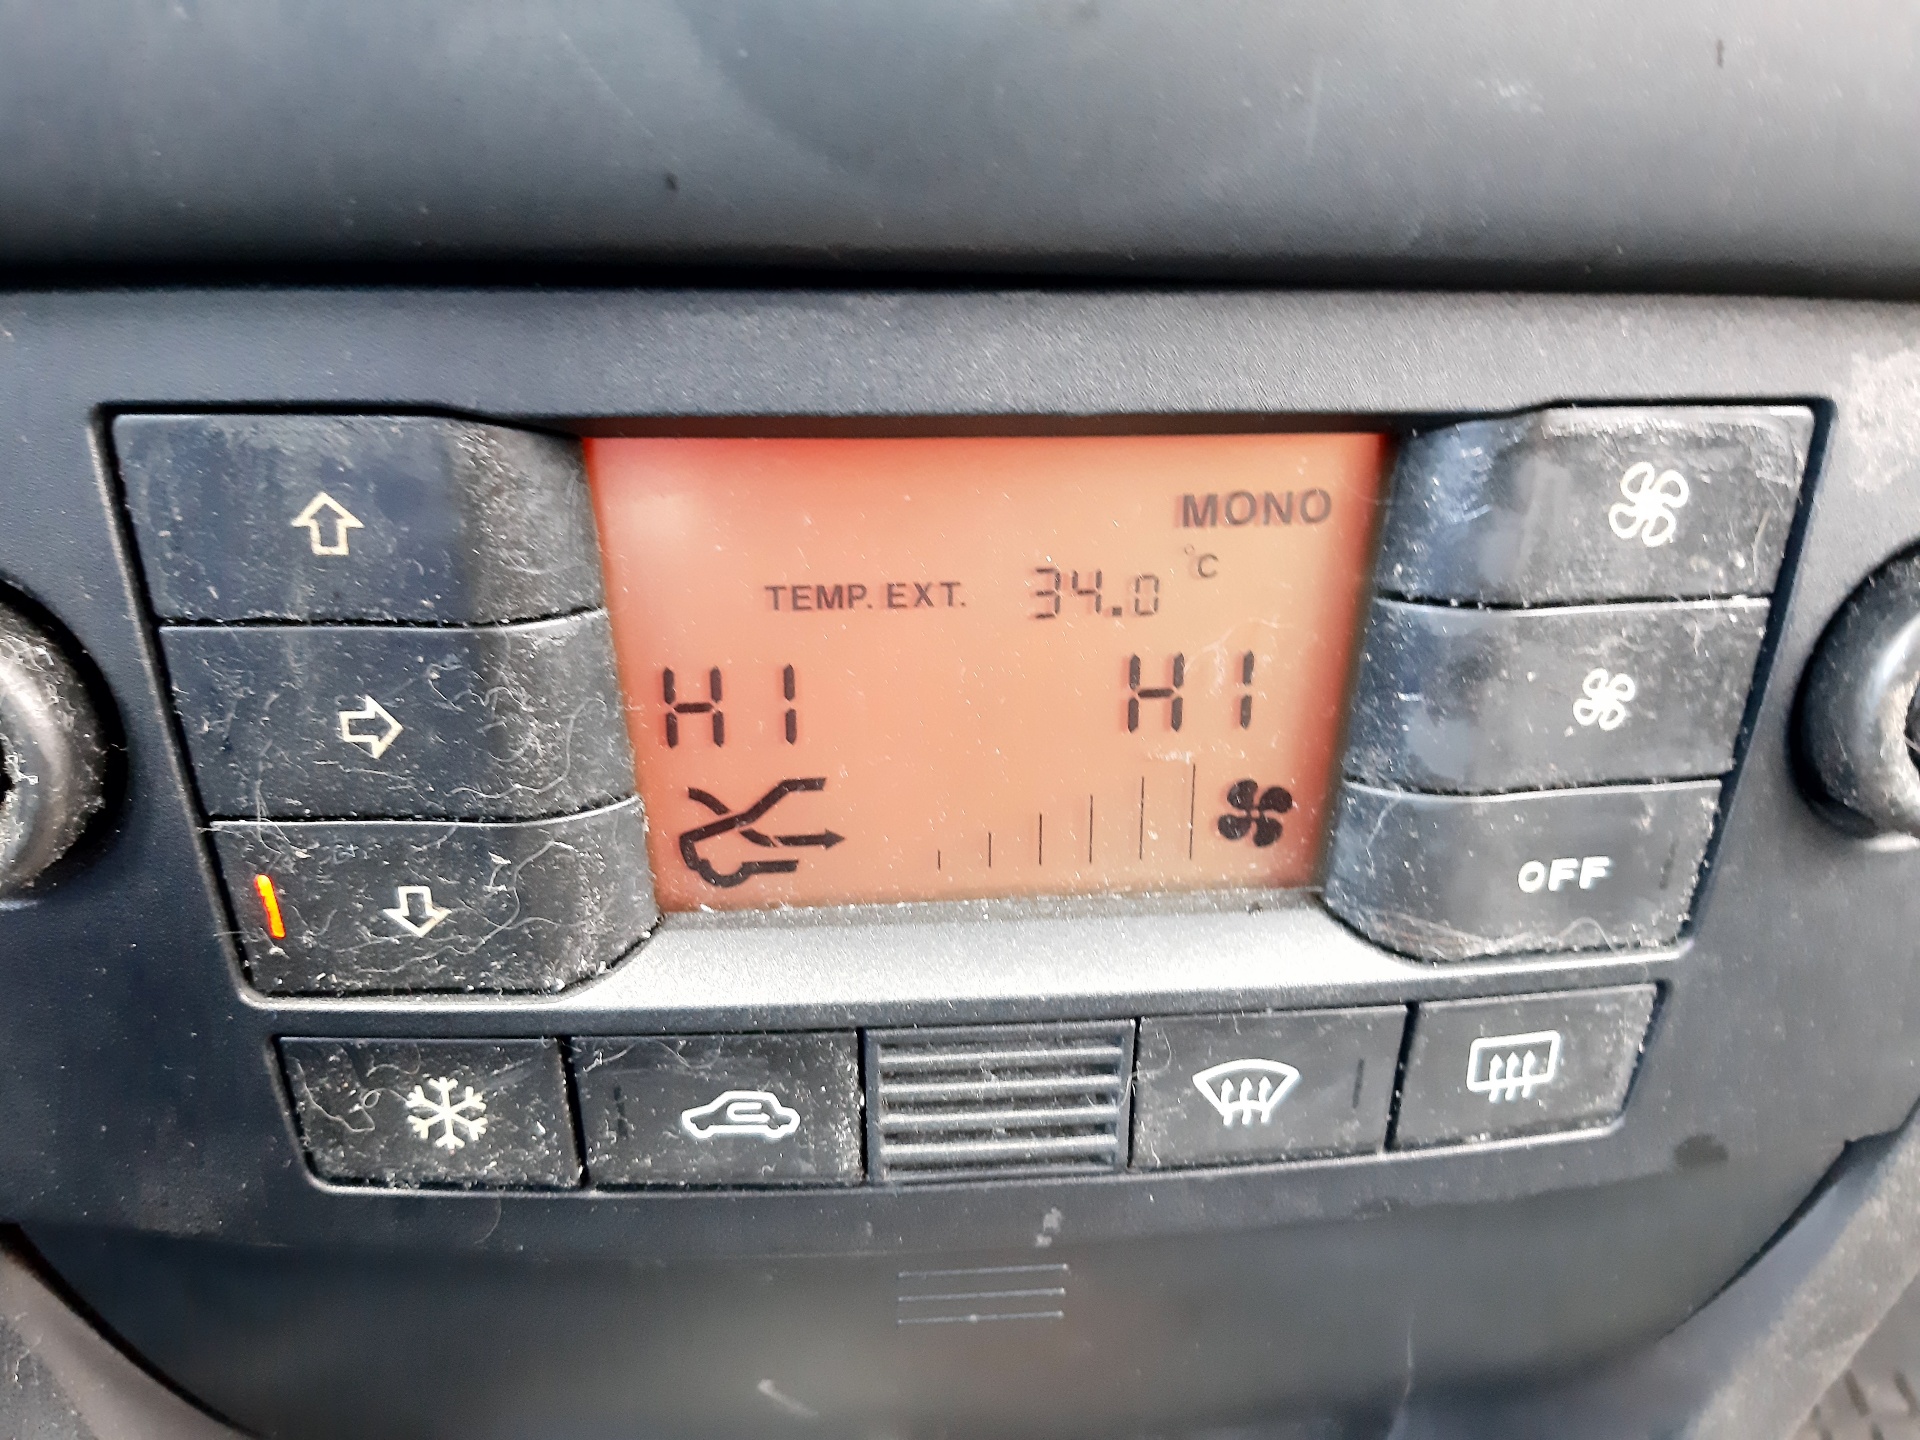 MONO
TEMP. EXT. 34.0 °C
HI HI
OFF